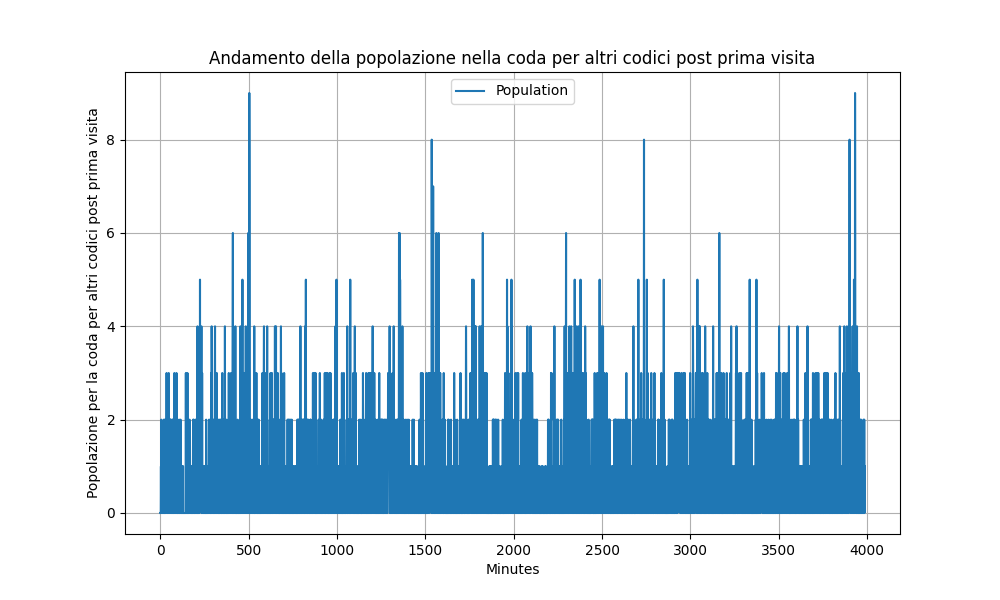 Andamento della popolazione nella coda per altri codici post prima visita
Population
Popolazione per la coda per altri codici post prima visita
8
6
4
2
0
0 500 1000 1500 2000 2500 3000 3500 4000
Minutes